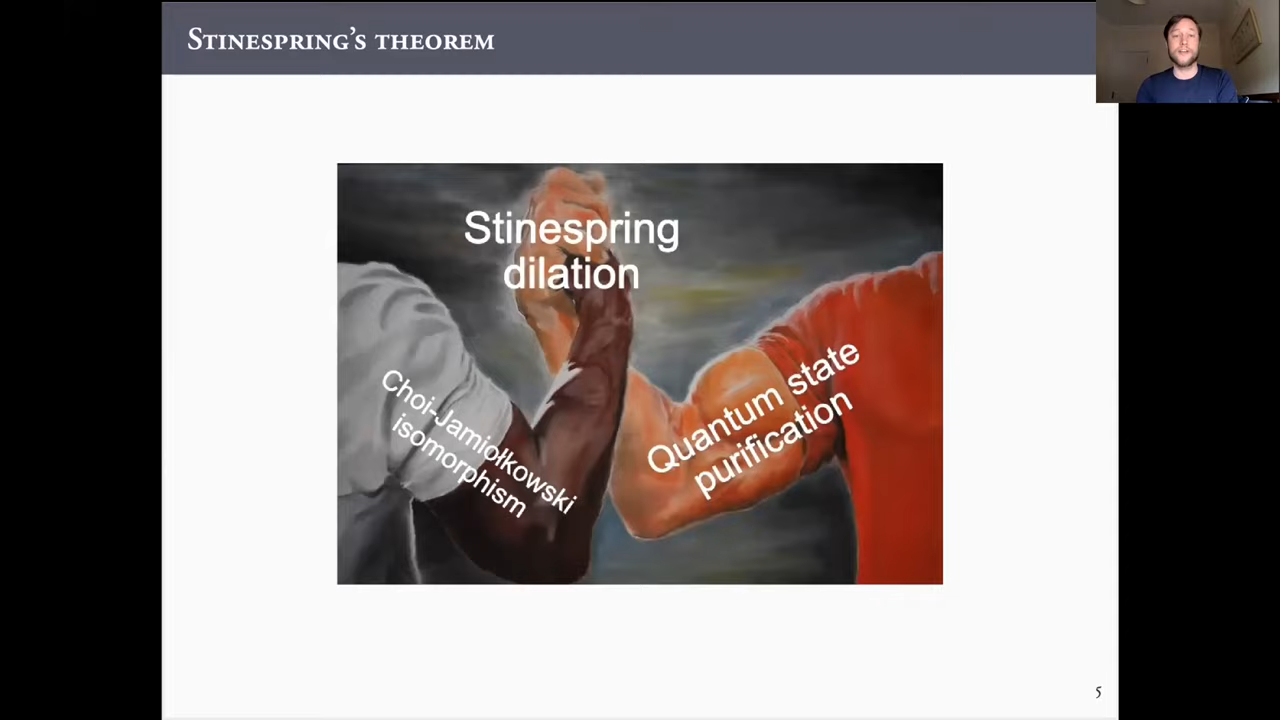 Stinespring's theorem
Stinespring
dilation
Choi-Jamiołkowski
isomorphism
Quantum state
purification
5